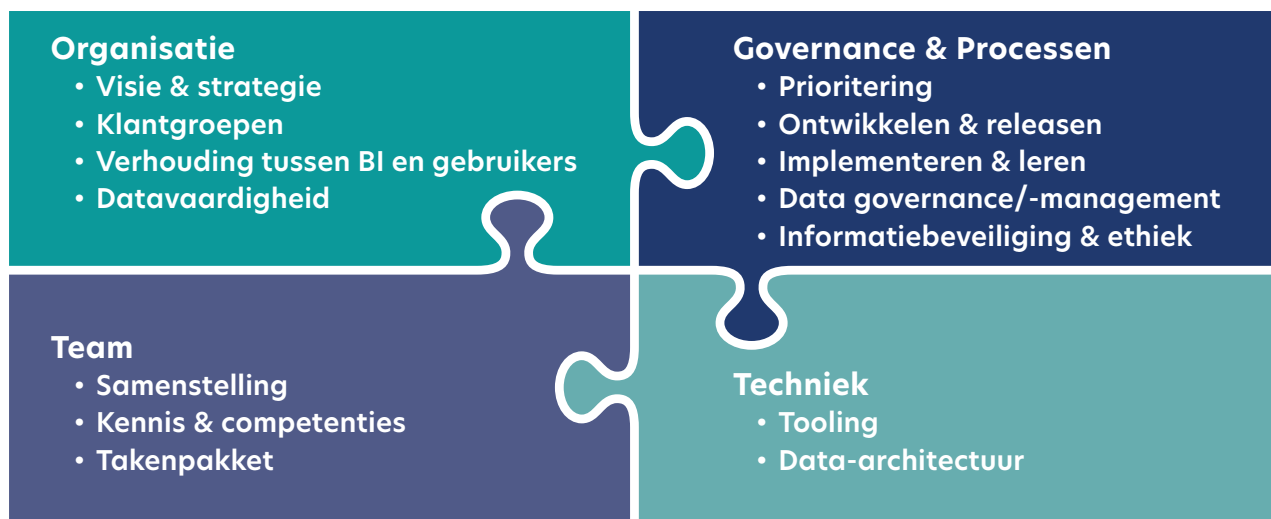 Organisatie
• Visie & strategie
• Klantgroepen
• Verhouding tussen BI en gebruikers
• Datavaardigheid
Governance & Processen
• Prioritering
• Ontwikkelen & releasen
• Implementeren & leren
• Data governance/-management
• Informatiebeveiliging & ethiek
Team
• Samenstelling
• Kennis & competenties
• Takenpakket
Techniek
• Tooling
• Data-architectuur